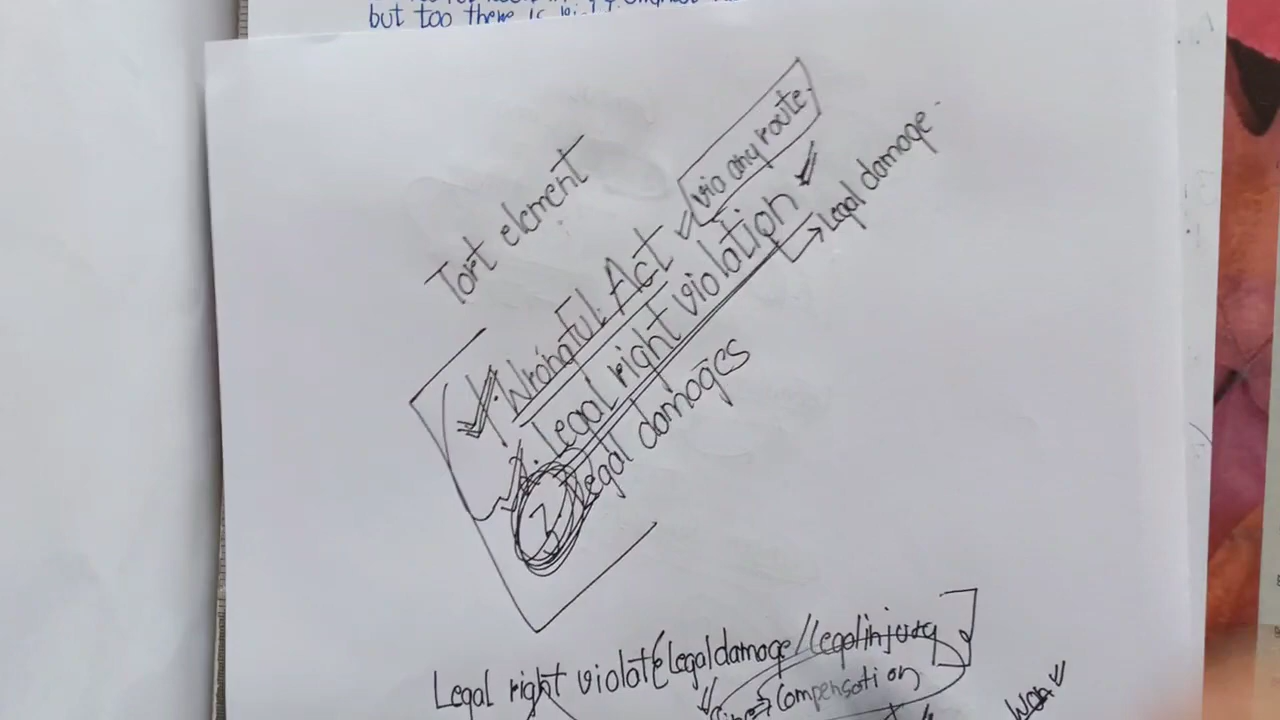 but too there is
Tort element
via any route.
1. Wrongful Act
2. Legal right violation
Legal damage
3. Legal damages
Legal right violate (legal damage / legal injury
Compensation